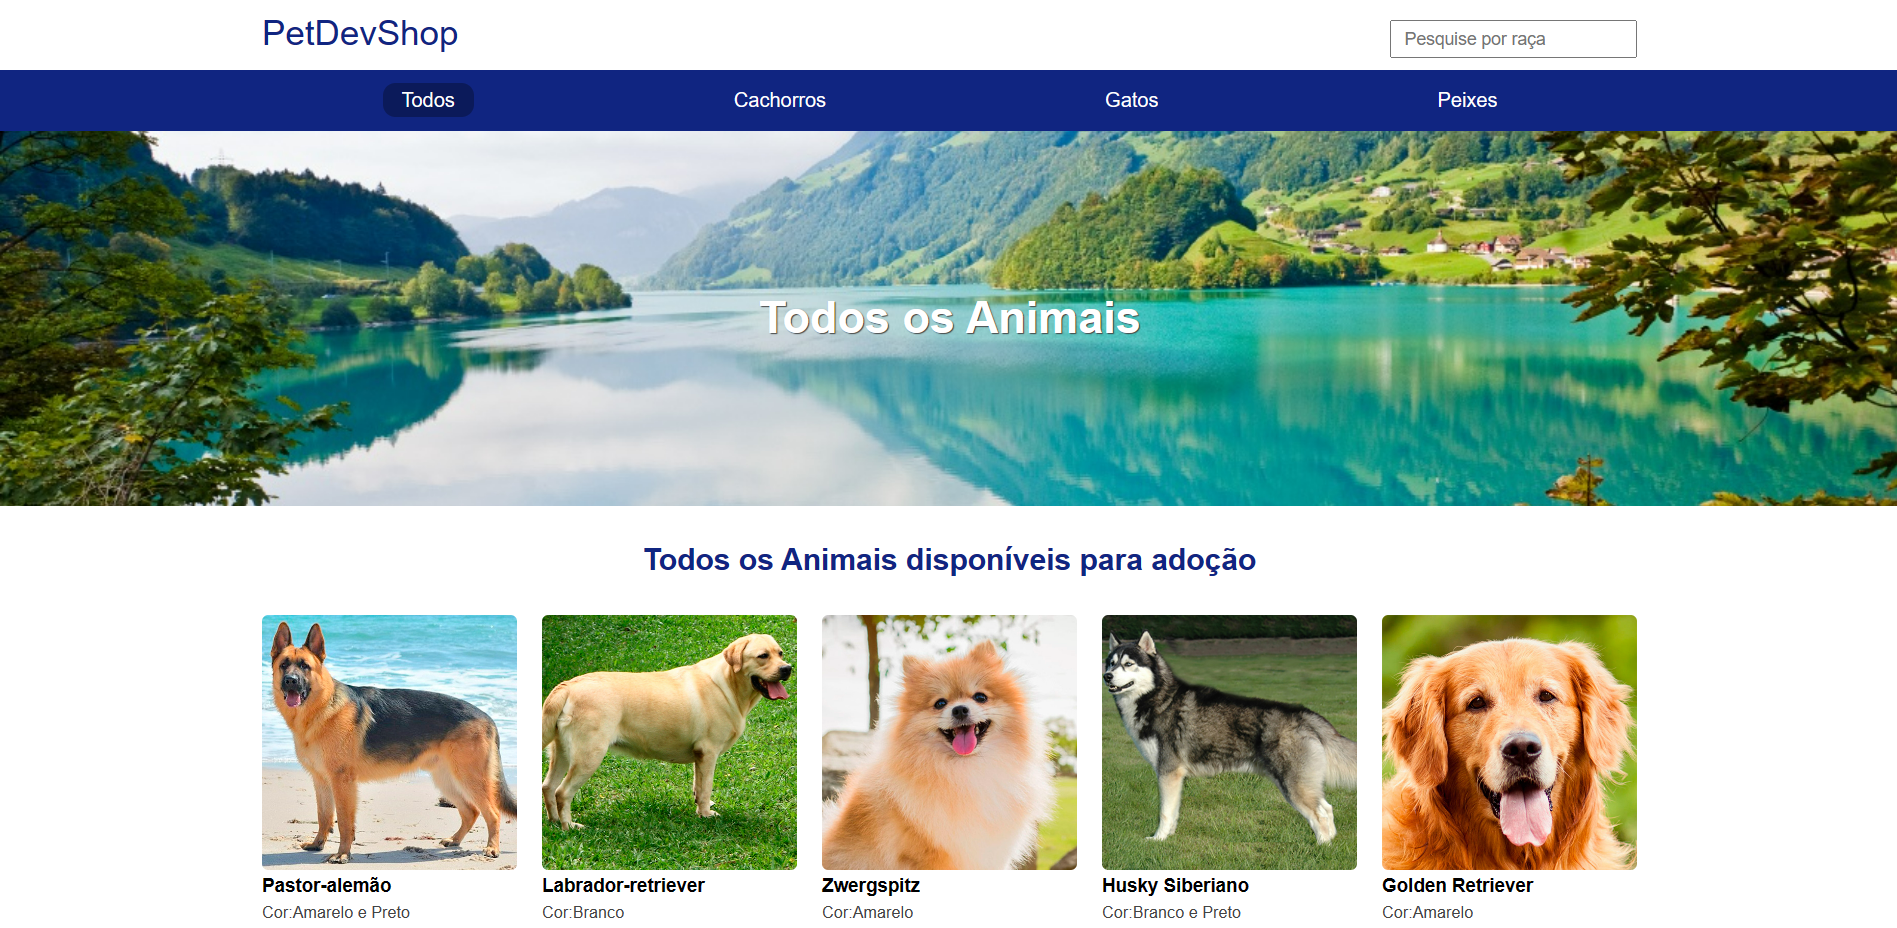 PetDevShop
Pesquise por raça
Todos Cachorros Gatos Peixes
Todos os Animais
Todos os Animais disponíveis para adoção
Pastor-alemão Labrador-retriever Zwergspitz Husky Siberiano Golden Retriever
Cor:Amarelo e Preto Cor:Branco Cor:Amarelo Cor:Branco e Preto Cor:Amarelo